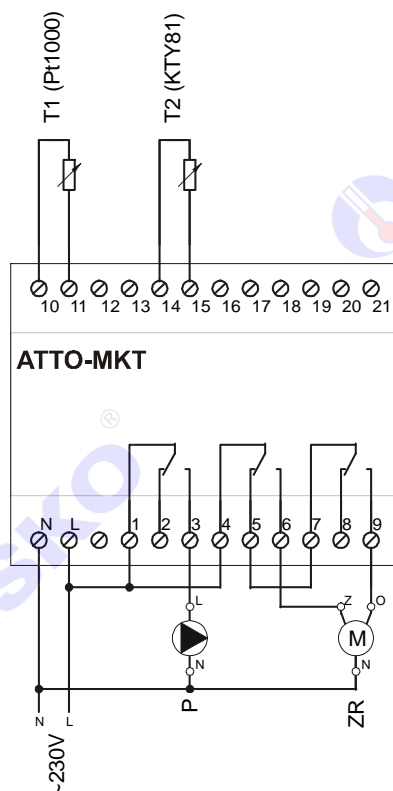 T1 (Pt1000)
T2 (KTY81)
10 11 12 13 14 15 16 17 18 19 20 21
ATTO-MKT
®
SKO
N L 1 2 3 4 5 6 7 8 9
L Z O
M
N N
N L P ZR
~230V